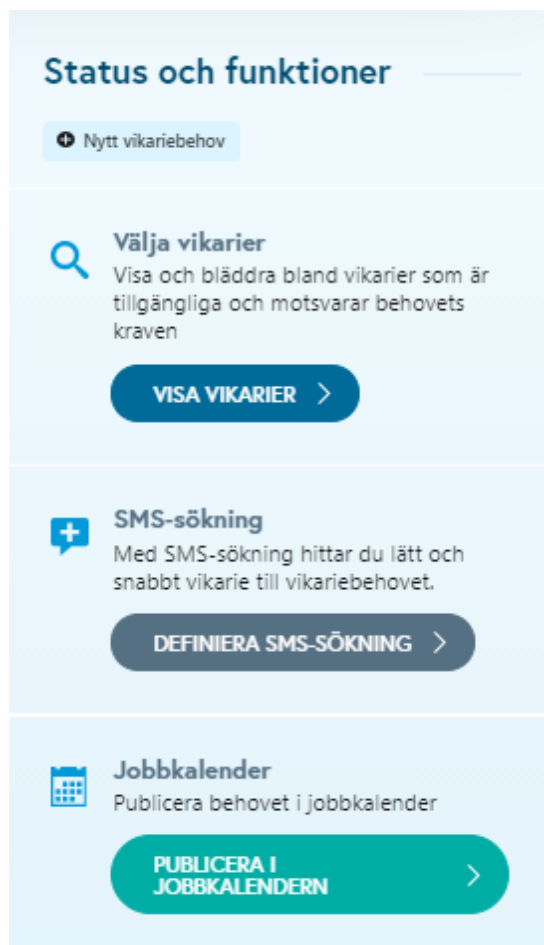 Status och funktioner
Nytt vikariebehov
Välja vikarier
Visa och bläddra bland vikarier som är
tillgängliga och motsvarar behovets
kraven
VISA VIKARIER
SMS-sökning
Med SMS-sökning hittar du lätt och
snabbt vikarie till vikariebehovet.
DEFINIERA SMS-SÖKNING
Jobbkalender
Publicera behovet i jobbkalender
PUBLICERA I
JOBBKALENDERN